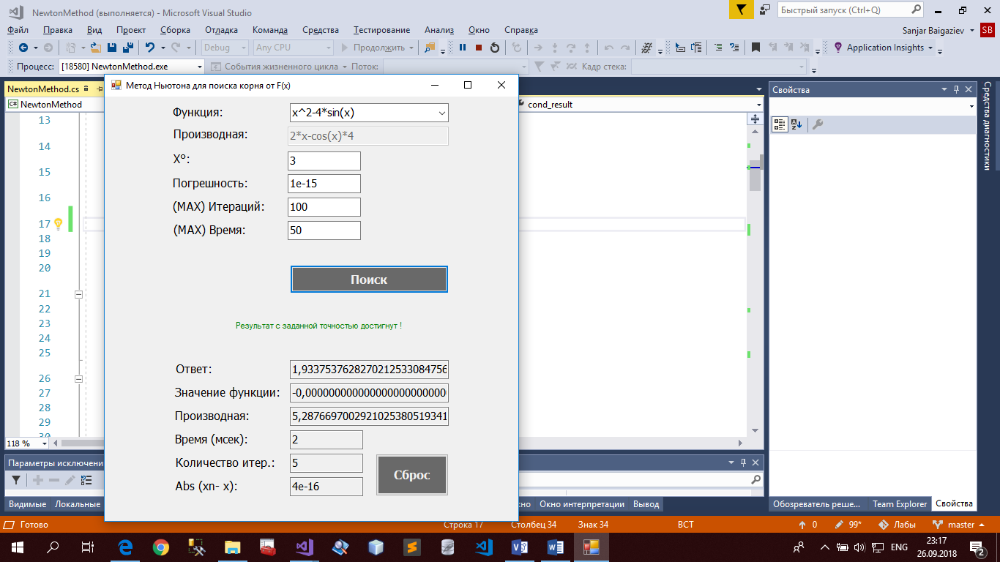 NewtonMethod (выполняется) - Microsoft Visual Studio
Быстрый запуск (Ctrl+Q)
Файл Правка Вид Проект Сборка Отладка Команда Средства Тестирование Анализ Окно Справка
Sanjar Baigaziev SB
Debug Any CPU Продолжить Application Insights
Процесс: [18580] NewtonMethod.exe События жизненного цикла Поток: Кадр стека:
NewtonMethod.cs
NewtonMethod
cond_result
13
14
15
16
17
18
19
20
21
22
23
24
25
26
27
28
29
30
118 %
Метод Ньютона для поиска корня от F(x)
Функция: x^2-4*sin(x)
Производная: 2*x-cos(x)*4
X°: 3
Погрешность: 1e-15
(MAX) Итераций: 100
(MAX) Время: 50
Поиск
Результат с заданной точностью достигнут !
Ответ: 1,9337537628270212533084756
Значение функции: -0,000000000000000000000000
Производная: 5,2876697002921025380519341
Время (мсек): 2
Количество итер.: 5
Abs (xn- x): 4e-16
Сброс
Свойства
Средства диагностики
Параметры исключени
Видимые Локальные
Окно интерпретации Вывод
Обозреватель реше... Team Explorer Свойства
Готово
Строка 17 Столбец 34 Знак 34 ВСТ
0 99* Лабы master
ENG
23:17
26.09.2018
2